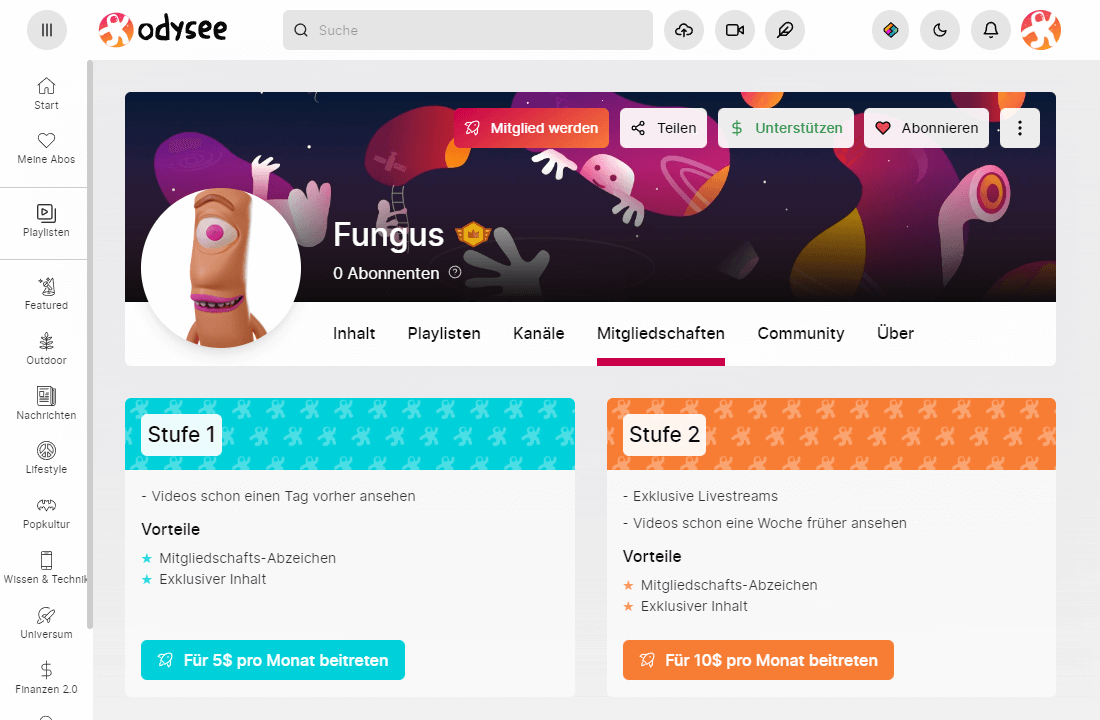 odysee
Suche
Start
Meine Abos
Playlisten
Featured
Outdoor
Nachrichten
Lifestyle
Popkultur
Wissen & Technik
Universum
Finanzen 2.0
Mitglied werden
Teilen
Unterstützen
Abonnieren
Fungus
0 Abonnenten
Inhalt
Playlisten
Kanäle
Mitgliedschaften
Community
Über
Stufe 1
- Videos schon einen Tag vorher ansehen
Vorteile
Mitgliedschafts-Abzeichen
Exklusiver Inhalt
Für 5$ pro Monat beitreten
Stufe 2
- Exklusive Livestreams
- Videos schon eine Woche früher ansehen
Vorteile
Mitgliedschafts-Abzeichen
Exklusiver Inhalt
Für 10$ pro Monat beitreten